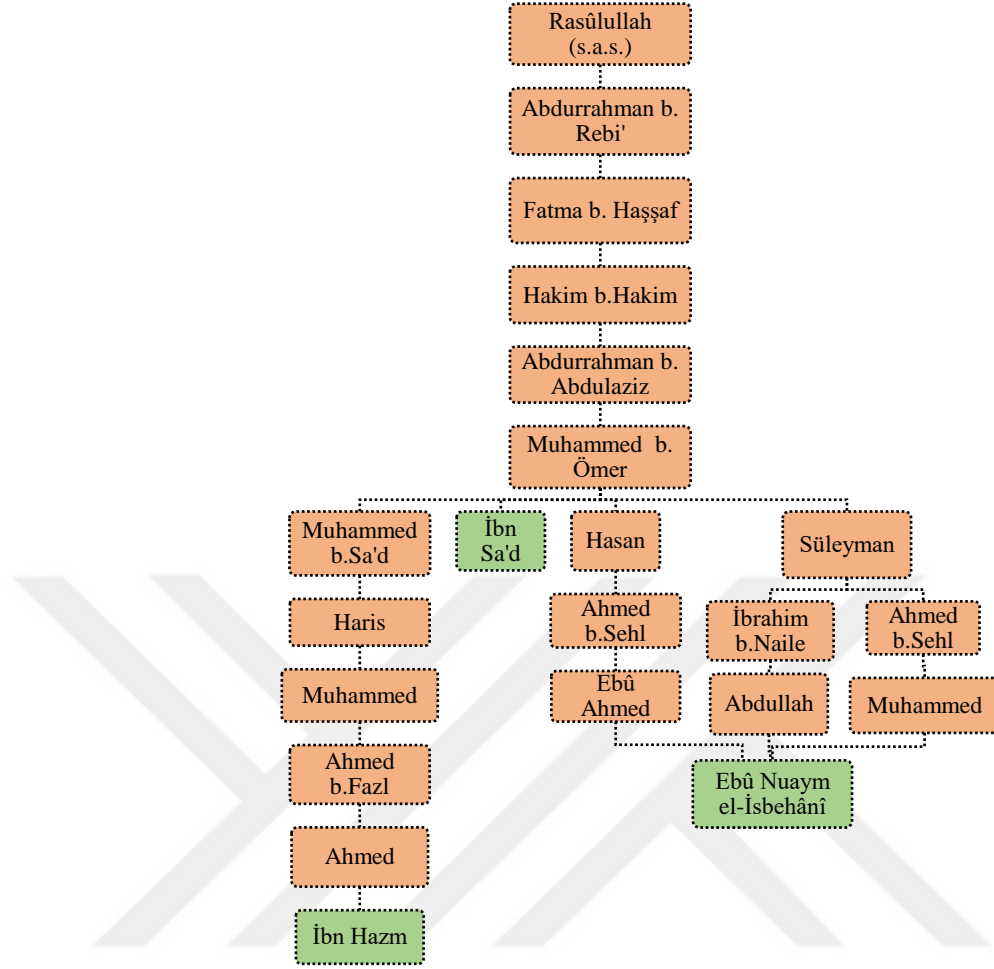 Rasûlullah
(s.a.s.)
Abdurrahman b.
Rebi'
Fatma b. Haşşaf
Hakim b.Hakim
Abdurrahman b.
Abdulaziz
Muhammed b.
Ömer
Muhammed
b.Sa'd
İbn
Sa'd
Hasan
Süleyman
Haris
Ahmed
b.Sehl
İbrahim
b.Naile
Ahmed
b.Sehl
Muhammed
Ebû
Ahmed
Abdullah
Muhammed
Ahmed
b.Fazl
Ebû Nuaym
el-İsbehânî
Ahmed
İbn Hazm